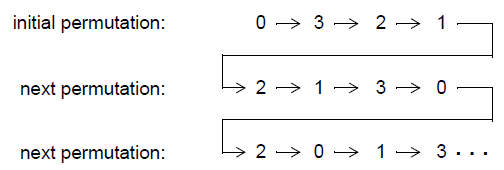 initial permutation: 0 → 3 → 2 → 1
next permutation: → 2 → 1 → 3 → 0
next permutation: → 2 → 0 → 1 → 3 · · ·